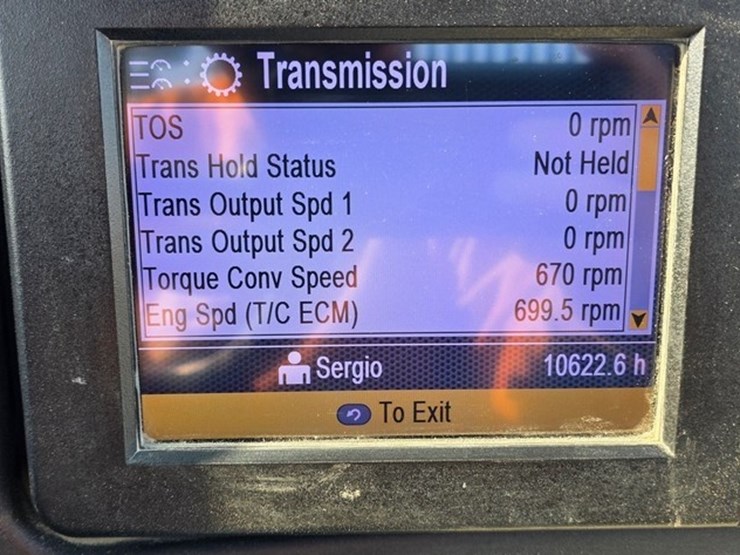 Transmission
TOS 0 rpm
Trans Hold Status Not Held
Trans Output Spd 1 0 rpm
Trans Output Spd 2 0 rpm
Torque Conv Speed 670 rpm
Eng Spd (T/C ECM) 699.5 rpm
Sergio 10622.6 h
To Exit